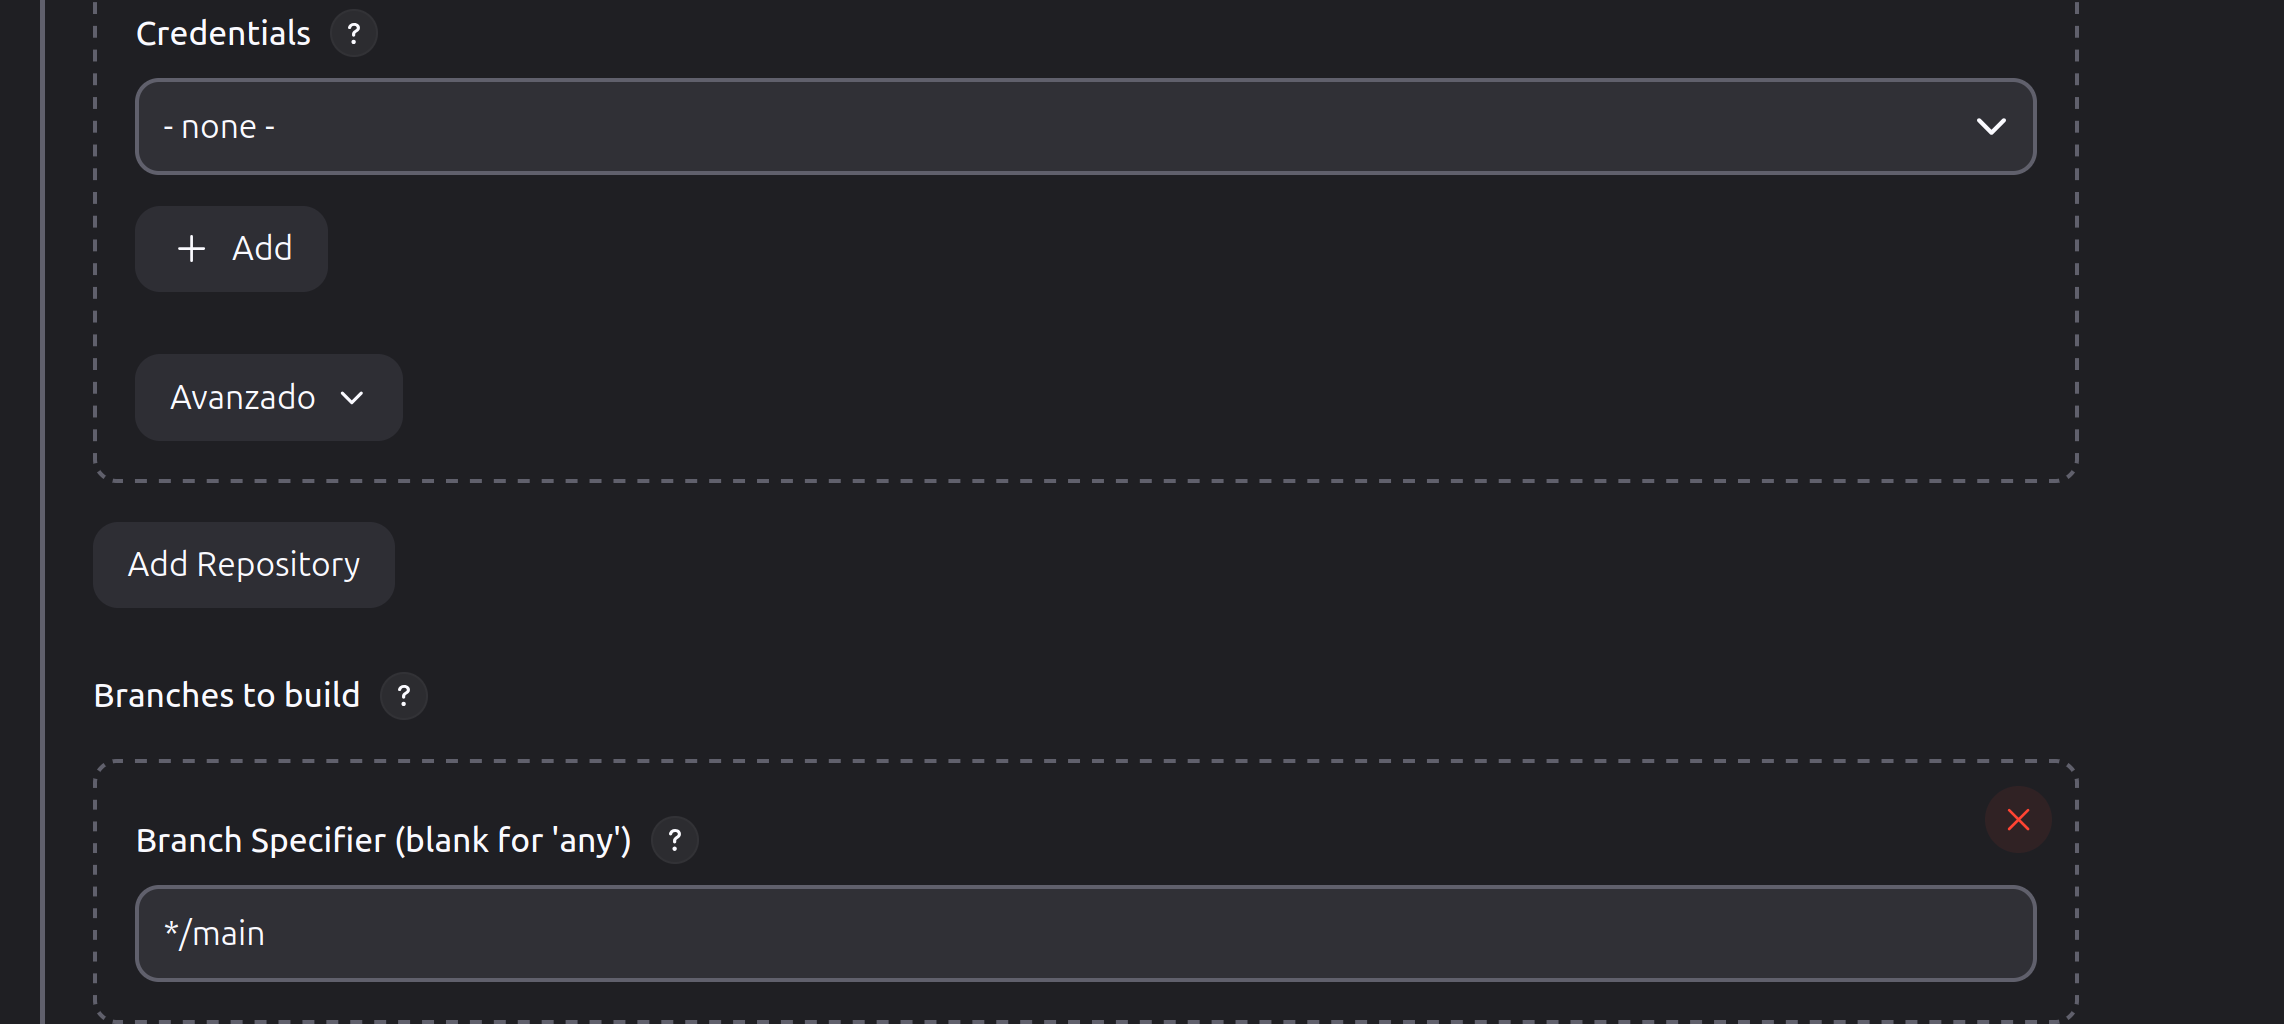 Credentials ?
- none -
+ Add
Avanzado
Add Repository
Branches to build ?
Branch Specifier (blank for 'any') ?
*/main